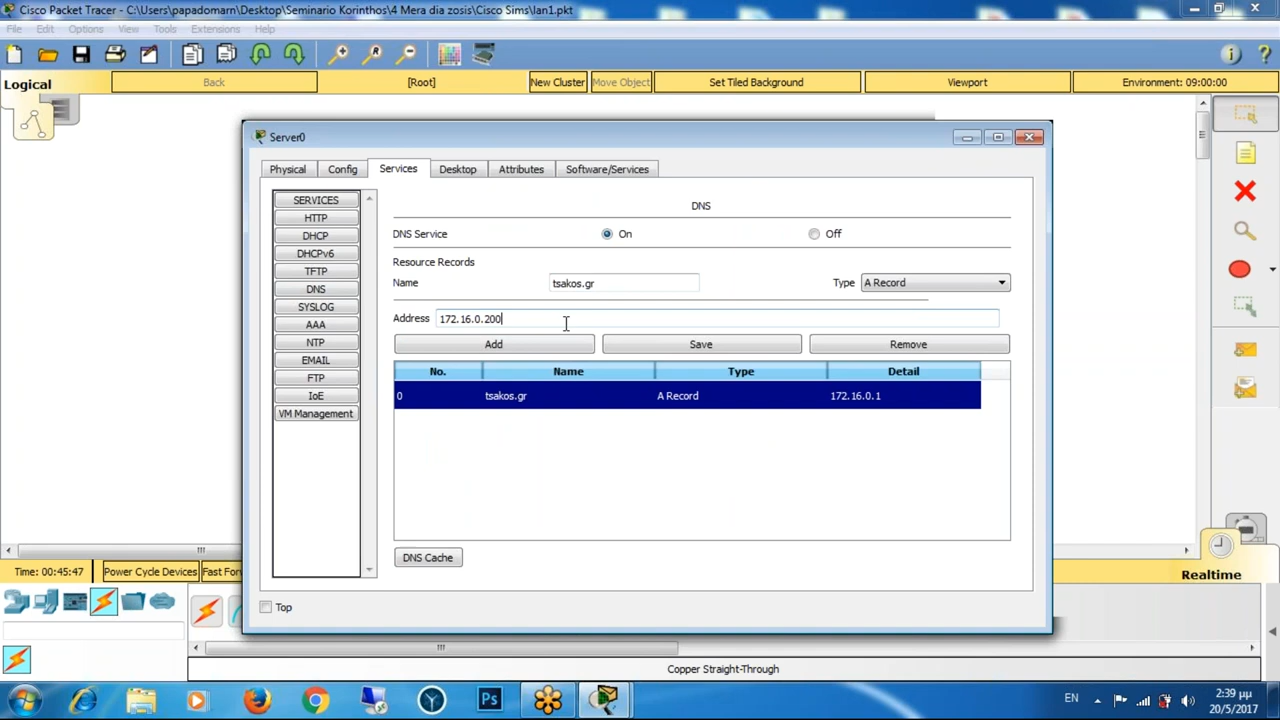 Cisco Packet Tracer - C:\Users\papadomarn\Desktop\Seminario Korinthos\4 Mera dia zosis\Cisco Sims\lan1.pkt
File Edit Options View Tools Extensions Help
Logical Back [Root] New Cluster Move Object Set Tiled Background Viewport Environment: 09:00:00
Server0
Physical Config Services Desktop Attributes Software/Services
SERVICES
HTTP
DHCP
DHCPv6
TFTP
DNS
SYSLOG
AAA
NTP
EMAIL
FTP
IoE
VM Management
DNS
DNS Service On Off
Resource Records
Name tsakos.gr Type A Record
Address 172.16.0.200
Add Save Remove
No. Name Type Detail
0 tsakos.gr A Record 172.16.0.1
DNS Cache
Top
Time: 00:45:47 Power Cycle Devices Fast For
Realtime
Copper Straight-Through
Ps
EN
2:39 μμ
20/5/2017